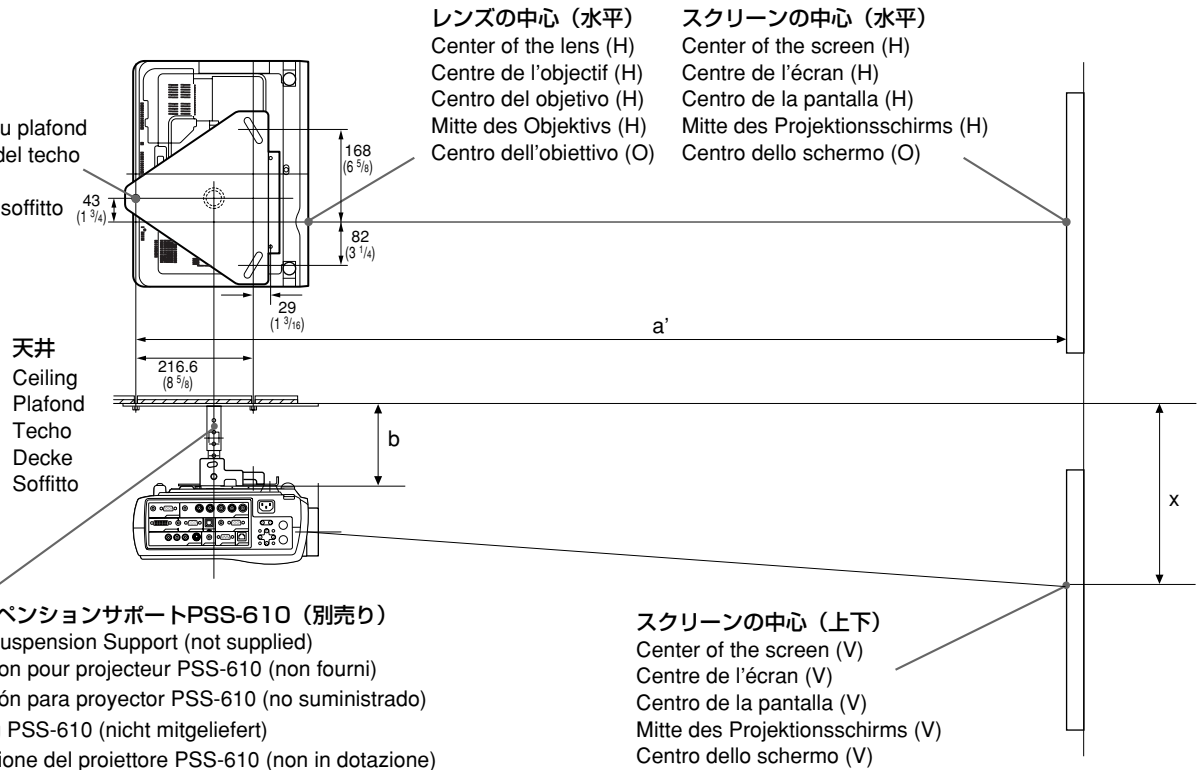 レンズの中心（水平）
Center of the lens (H)
Centre de l'objectif (H)
Centro del objetivo (H)
Mitte des Objektivs (H)
Centro dell'obiettivo (O)
スクリーンの中心（水平）
Center of the screen (H)
Centre de l'écran (H)
Centro de la pantalla (H)
Mitte des Projektionsschirms (H)
Centro dello schermo (O)
u plafond
del techo
soffitto
43
(1 3/4)
168
(6 5/8)
82
(3 1/4)
29
(1 3/16)
a'
216.6
(8 5/8)
天井
Ceiling
Plafond
Techo
Decke
Soffitto
b
x
ペンションサポートPSS-610（別売り）
uspension Support (not supplied)
on pour projecteur PSS-610 (non fourni)
ón para proyector PSS-610 (no suministrado)
PSS-610 (nicht mitgeliefert)
ione del proiettore PSS-610 (non in dotazione)
スクリーンの中心（上下）
Center of the screen (V)
Centre de l'écran (V)
Centro de la pantalla (V)
Mitte des Projektionsschirms (V)
Centro dello schermo (V)